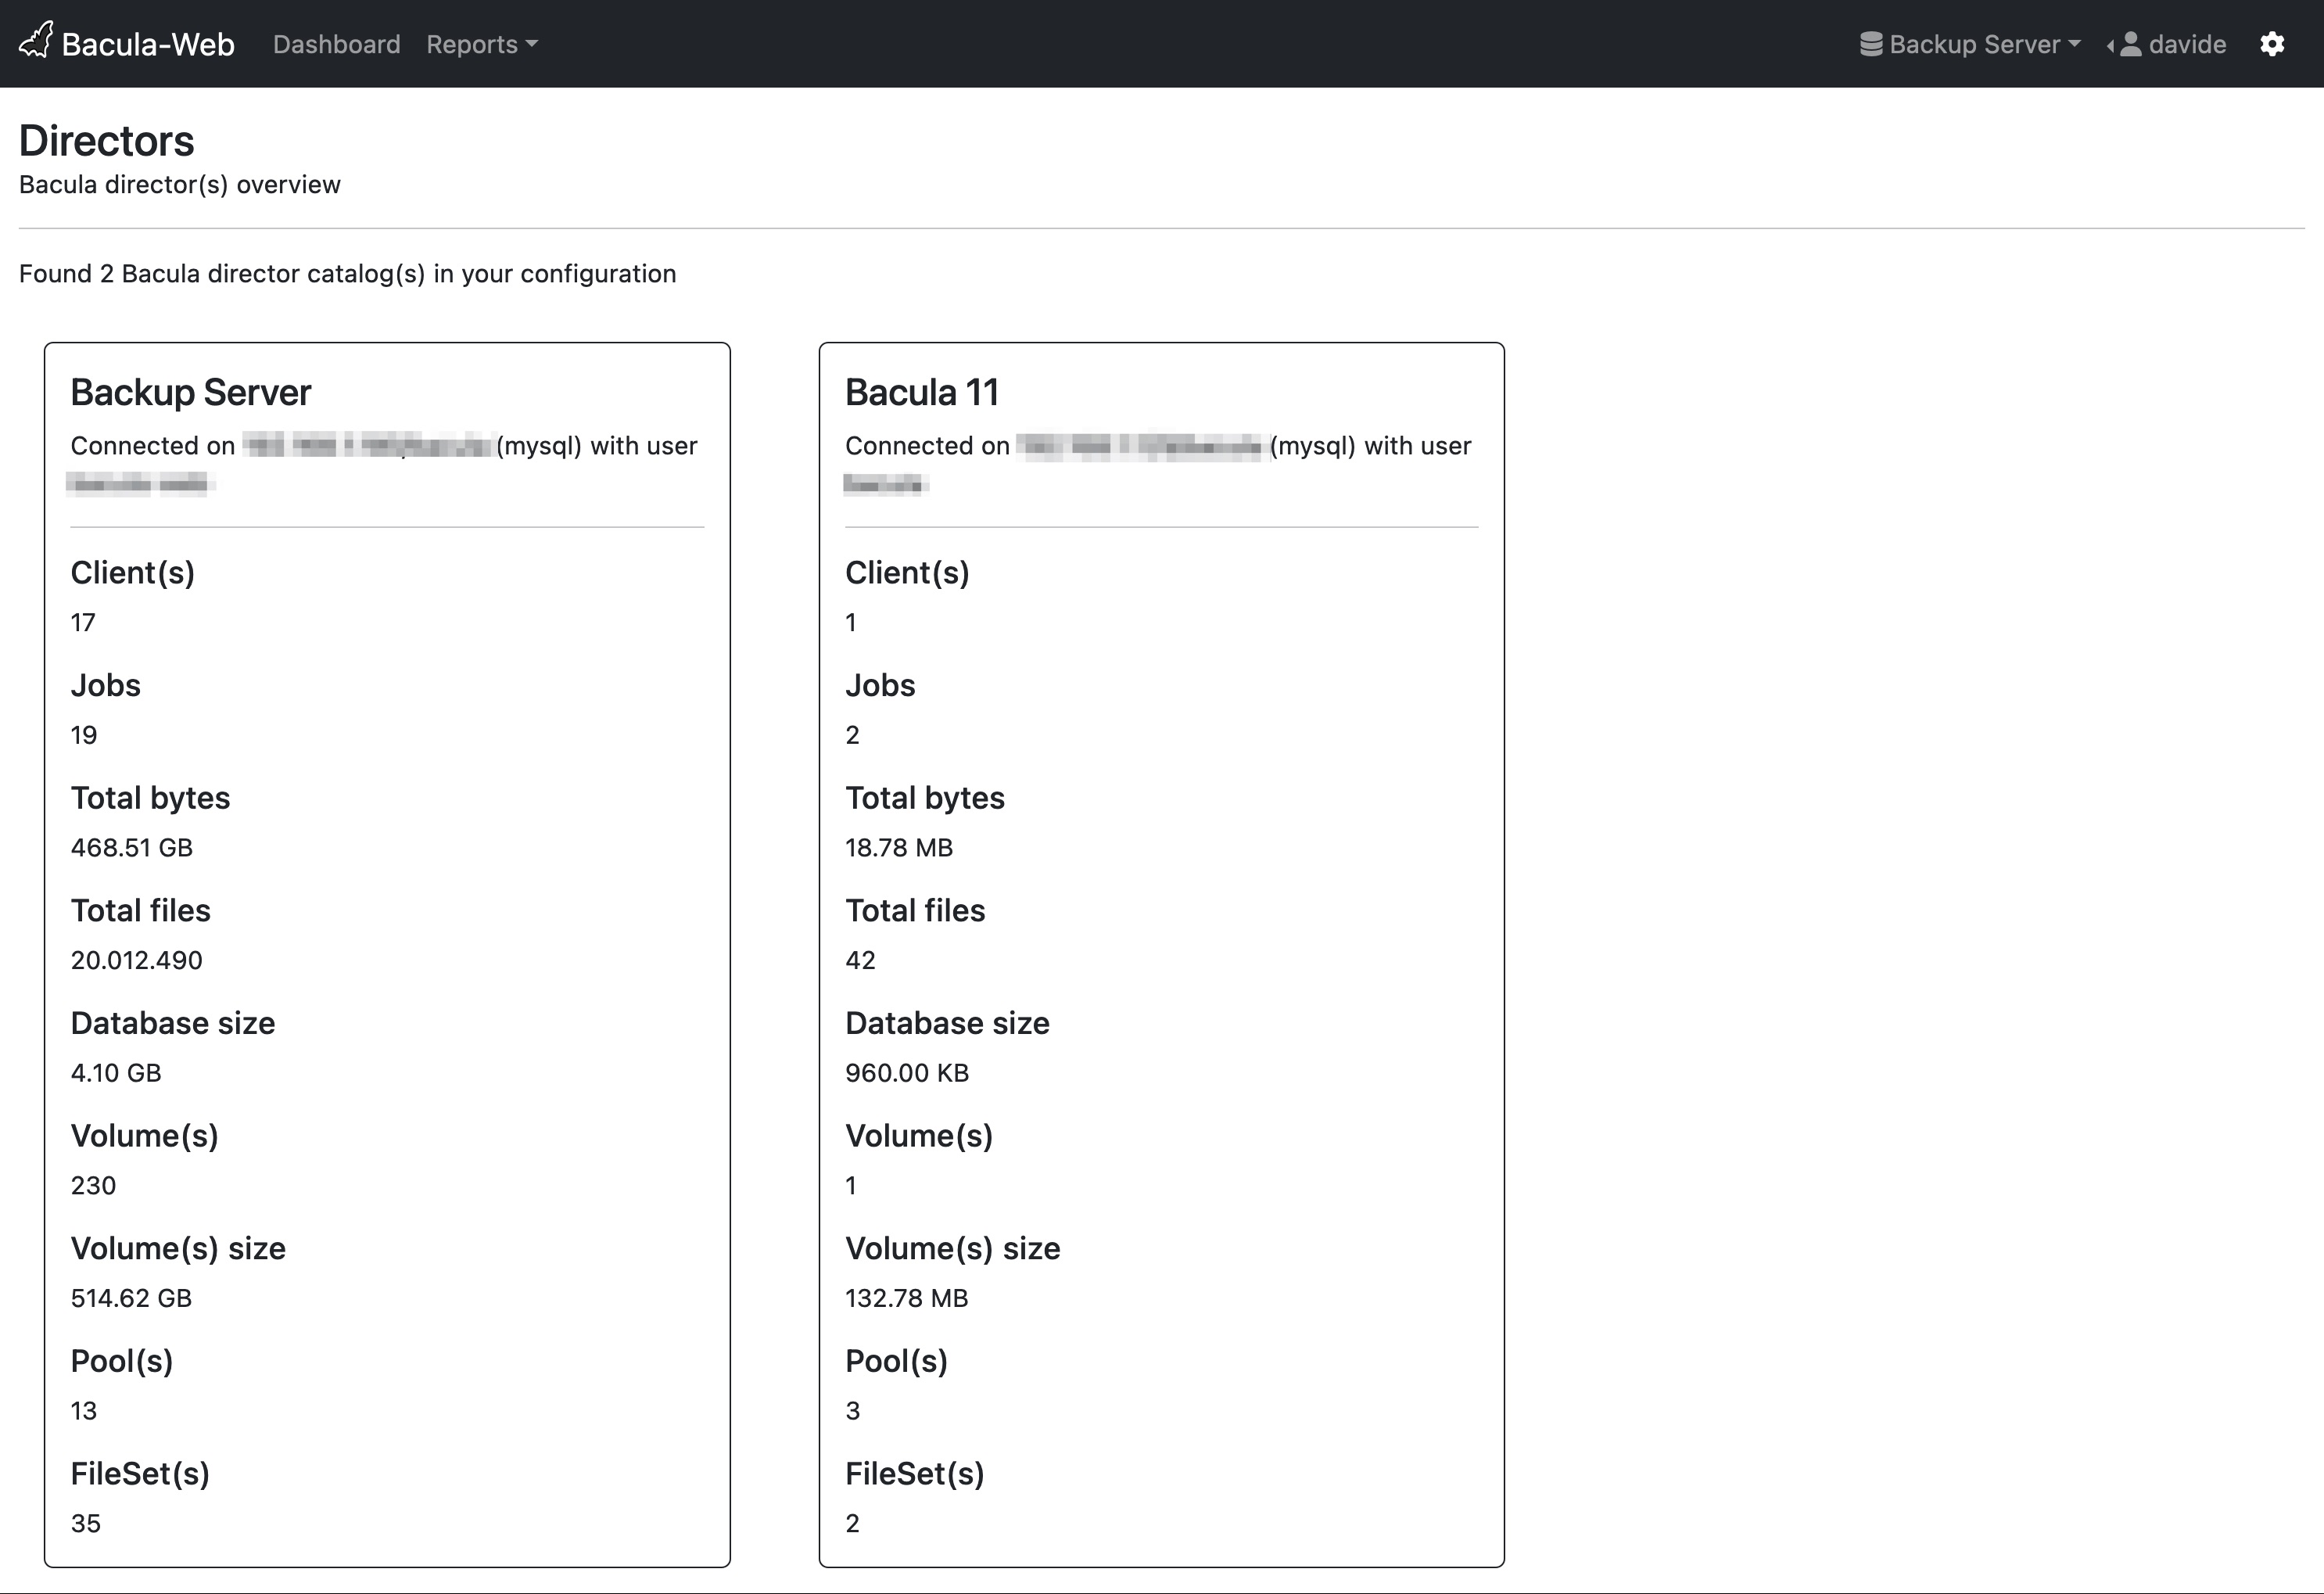 Bacula-Web Dashboard Reports Backup Server davide
Directors
Bacula director(s) overview
Found 2 Bacula director catalog(s) in your configuration
Backup Server
Connected on (mysql) with user
Client(s)
17
Jobs
19
Total bytes
468.51 GB
Total files
20.012.490
Database size
4.10 GB
Volume(s)
230
Volume(s) size
514.62 GB
Pool(s)
13
FileSet(s)
35
Bacula 11
Connected on (mysql) with user
Client(s)
1
Jobs
2
Total bytes
18.78 MB
Total files
42
Database size
960.00 KB
Volume(s)
1
Volume(s) size
132.78 MB
Pool(s)
3
FileSet(s)
2